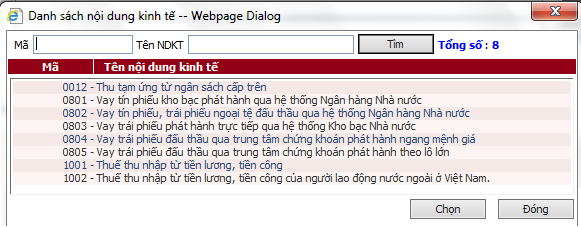 Danh sách nội dung kinh tế -- Webpage Dialog
Mã Tên NDKT Tìm Tổng số : 8
Mã Tên nội dung kinh tế
0012 - Thu tạm ứng từ ngân sách cấp trên
0801 - Vay tín phiếu kho bạc phát hành qua hệ thống Ngân hàng Nhà nước
0802 - Vay tín phiếu, trái phiếu ngoại tệ đấu thầu qua hệ thống Ngân hàng Nhà nước
0803 - Vay trái phiếu phát hành trực tiếp qua hệ thống Kho bạc Nhà nước
0804 - Vay trái phiếu đấu thầu qua trung tâm chứng khoán phát hành ngang mệnh giá
0805 - Vay trái phiếu đấu thầu qua trung tâm chứng khoán phát hành theo lô lớn
1001 - Thuế thu nhập từ tiền lương, tiền công
1002 - Thuế thu nhập từ tiền lương, tiền công của người lao động nước ngoài ở Việt Nam.
Chọn Đóng